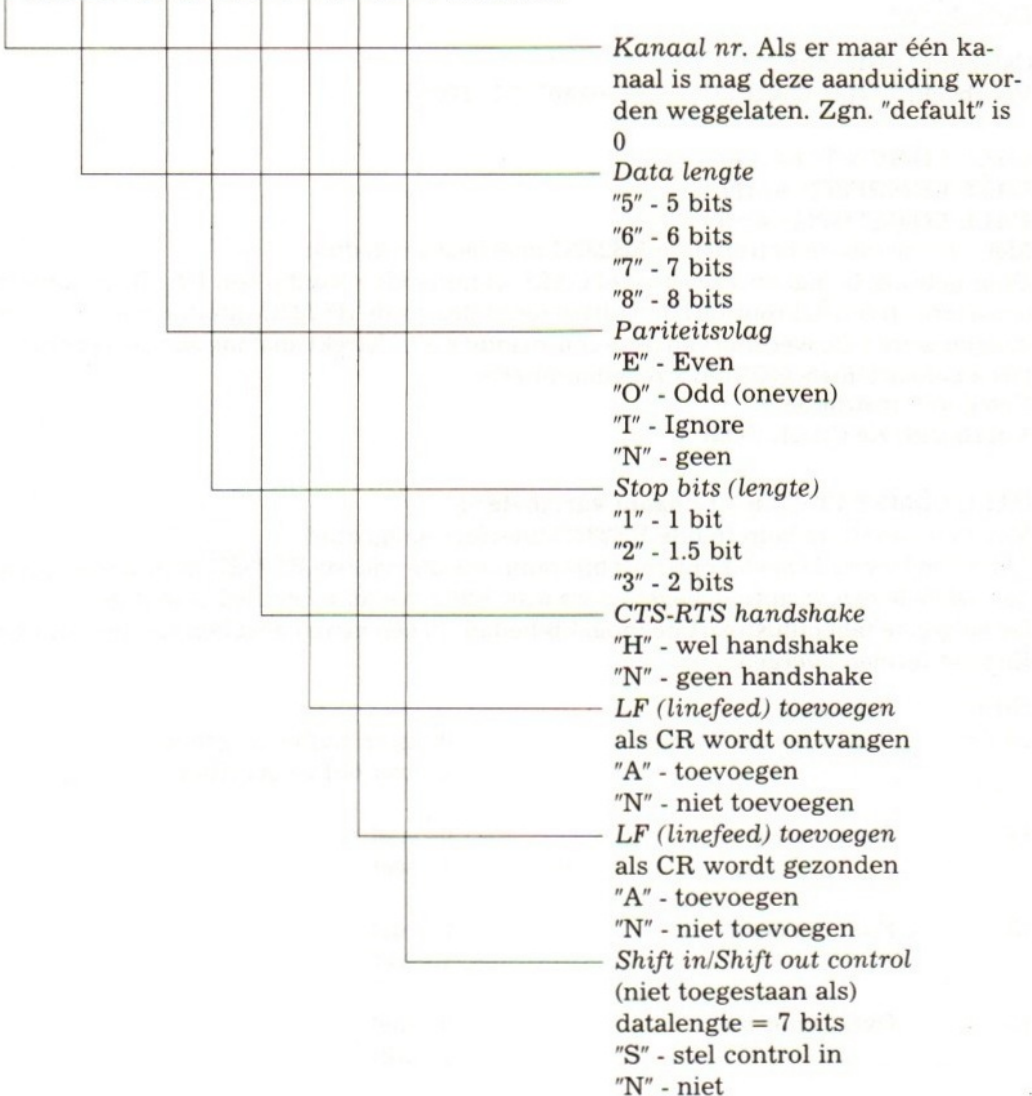 Kanaal nr. Als er maar één ka-
naal is mag deze aanduiding wor-
den weggelaten. Zgn. "default" is
0
Data lengte
"5" - 5 bits
"6" - 6 bits
"7" - 7 bits
"8" - 8 bits
Pariteitsvlag
"E" - Even
"O" - Odd (oneven)
"I" - Ignore
"N" - geen
Stop bits (lengte)
"1" - 1 bit
"2" - 1.5 bit
"3" - 2 bits
CTS-RTS handshake
"H" - wel handshake
"N" - geen handshake
LF (linefeed) toevoegen
als CR wordt ontvangen
"A" - toevoegen
"N" - niet toevoegen
LF (linefeed) toevoegen
als CR wordt gezonden
"A" - toevoegen
"N" - niet toevoegen
Shift in/Shift out control
(niet toegestaan als)
datalengte = 7 bits
"S" - stel control in
"N" - niet